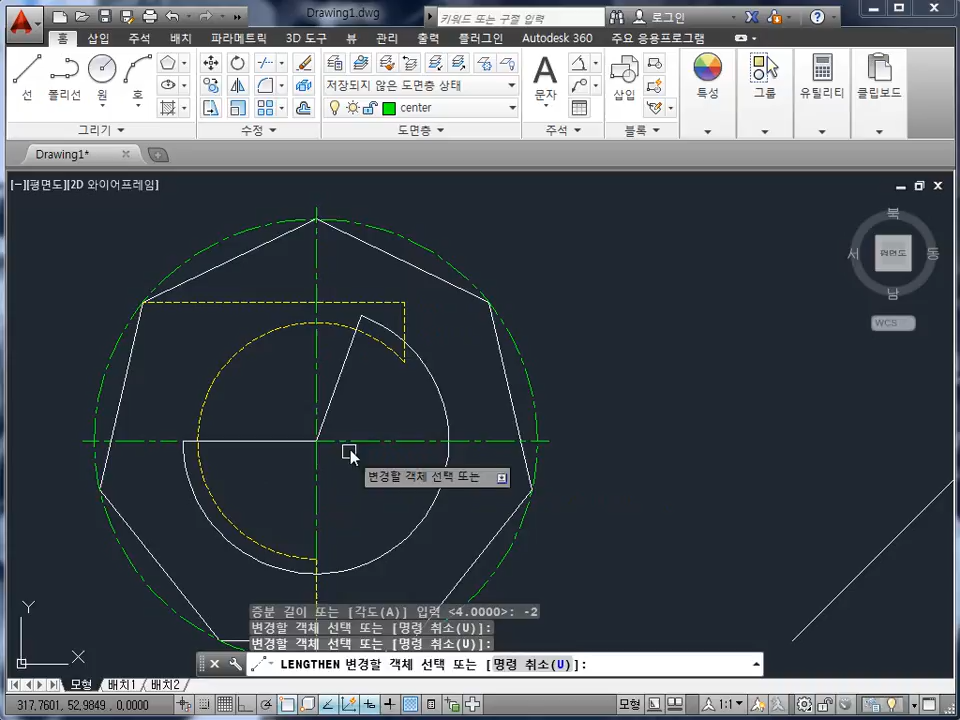 Drawing1.dwg
키워드 또는 구절 입력
로그인
홈 삽입 주석 배치 파라메트릭 3D 도구 뷰 관리 출력 플러그인 Autodesk 360 주요 응용프로그램
선 폴리선 원 호
저장되지 않은 도면층 상태
center
문자 삽입 특성 그룹 유틸리티 클립보드
그리기 수정 도면층 주석 블록
Drawing1*
[−][평면도][2D 와이어프레임]
북
서 평면도 동
남
WCS
변경할 객체 선택 또는
증분 길이 또는 [각도(A)] 입력 <4.0000>: -2
변경할 객체 선택 또는 [명령 취소(U)]:
변경할 객체 선택 또는 [명령 취소(U)]:
LENGTHEN 변경할 객체 선택 또는 [명령 취소(U)]:
Y
X
모형 배치1 배치2
317.7601, 52.9849, 0.0000
모형
1:1